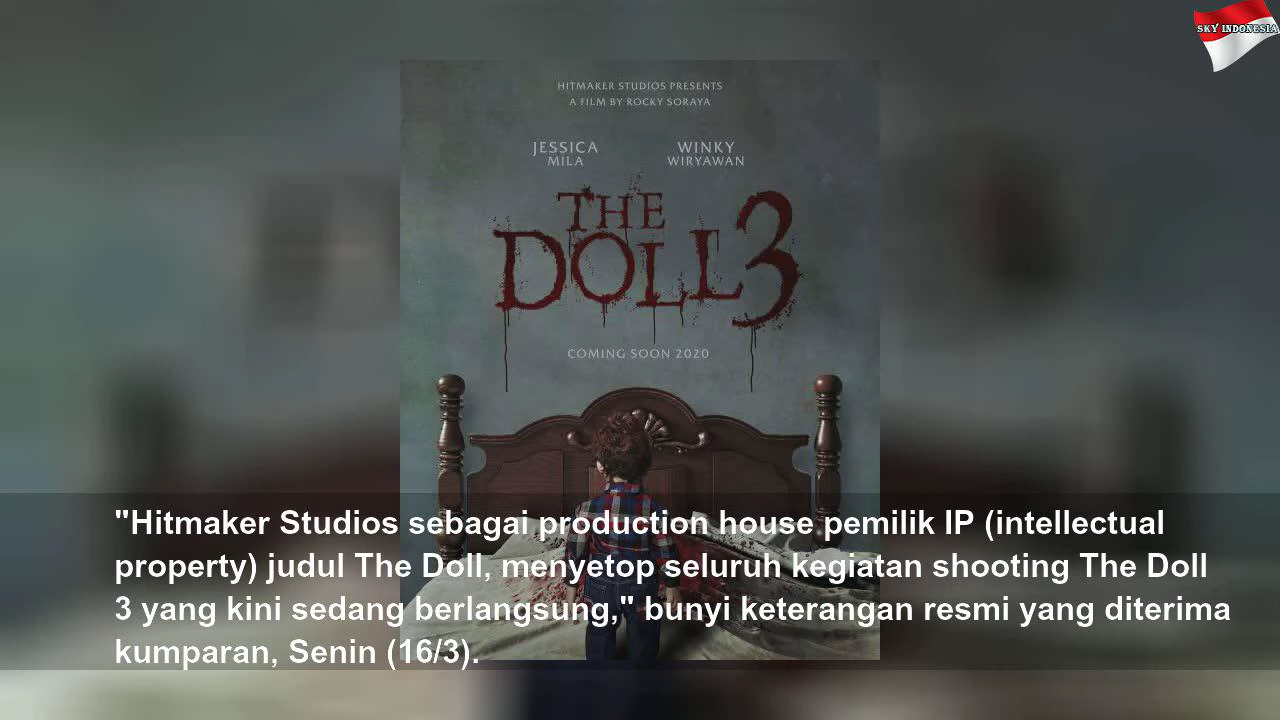 SKY INDONESIA
HITMAKER STUDIOS PRESENTS
A FILM BY ROCKY SORAYA
JESSICA MILA
WINKY WIRYAWAN
THE
DOLL 3
COMING SOON 2020
"Hitmaker Studios sebagai production house pemilik IP (intellectual
property) judul The Doll, menyetop seluruh kegiatan shooting The Doll
3 yang kini sedang berlangsung," bunyi keterangan resmi yang diterima
kumparan, Senin (16/3).